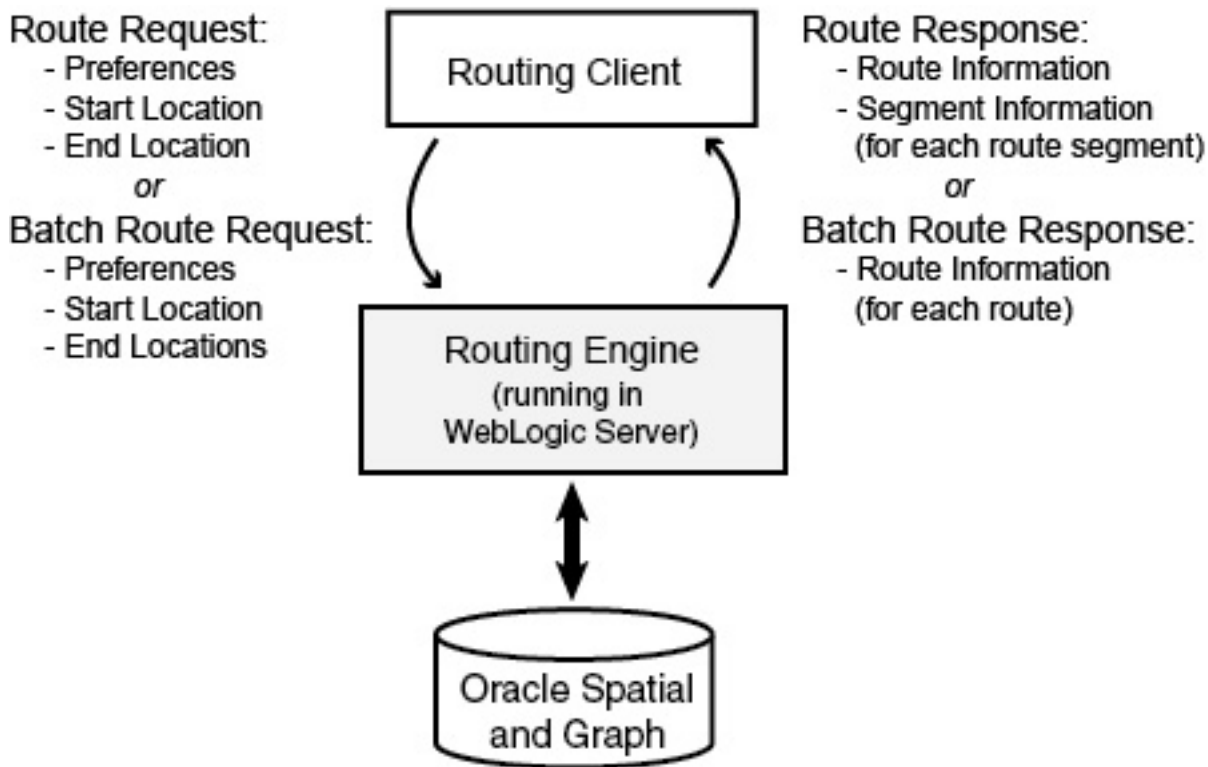 Route Request:
- Preferences
- Start Location
- End Location
or
Batch Route Request:
- Preferences
- Start Location
- End Locations
Routing Client
Route Response:
- Route Information
- Segment Information
(for each route segment)
or
Batch Route Response:
- Route Information
(for each route)
Routing Engine
(running in
WebLogic Server)
Oracle Spatial
and Graph